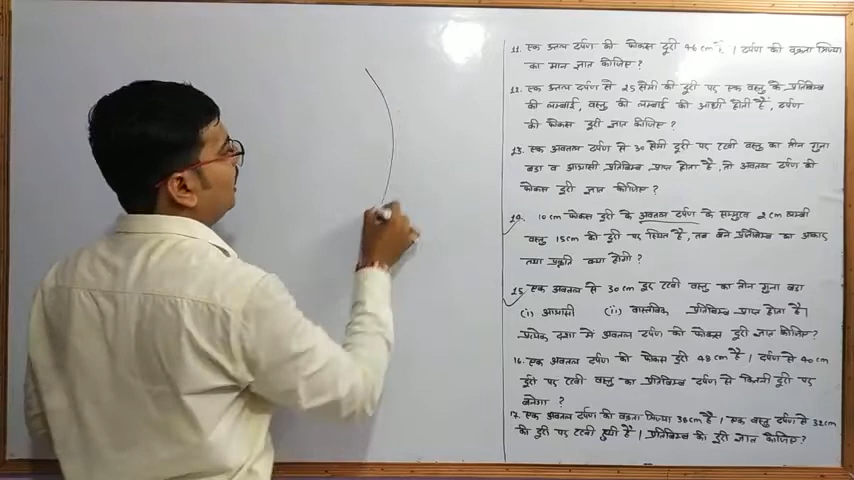 11. एक उत्तल दर्पण की फोकस दूरी 46 cm है, । दर्पण की वक्रता त्रिज्या
का मान ज्ञात कीजिए ?
12. एक उत्तल दर्पण से 25 सेमी की दूरी पर एक वस्तु के प्रतिबिम्ब
की लम्बाई, वस्तु की लम्बाई की आधी होती है, दर्पण
की फोकस दूरी ज्ञात कीजिए ?
13. एक अवतल दर्पण से 30 सेमी दूरी पर रखी वस्तु का तीन गुना
बड़ा व आभासी प्रतिबिम्ब प्राप्त होता है, तो अवतल दर्पण की
फोकस दूरी ज्ञात कीजिए ?
14. 10 cm फोकस दूरी के अवतल दर्पण के सम्मुख 2 cm लम्बी
वस्तु 15 cm की दूरी पर स्थित है, तब बने प्रतिबिम्ब का आकार
तथा प्रकृति क्या होगी ?
15. एक अवतल से 30 cm दूर रखी वस्तु का तीन गुना बड़ा
(i) आभासी (ii) वास्तविक प्रतिबिम्ब प्राप्त होता है।
प्रत्येक दशा में अवतल दर्पण की फोकस दूरी ज्ञात कीजिए ?
16. एक अवतल दर्पण की फोकस दूरी 48 cm है । दर्पण से 40 cm
दूरी पर रखी वस्तु का प्रतिबिम्ब दर्पण से कितनी दूरी पर
बनेगा ?
17. एक अवतल दर्पण की वक्रता त्रिज्या 38 cm है । एक वस्तु दर्पण से 32 cm
की दूरी पर रखी हुयी है । प्रतिबिम्ब की दूरी ज्ञात कीजिए ?